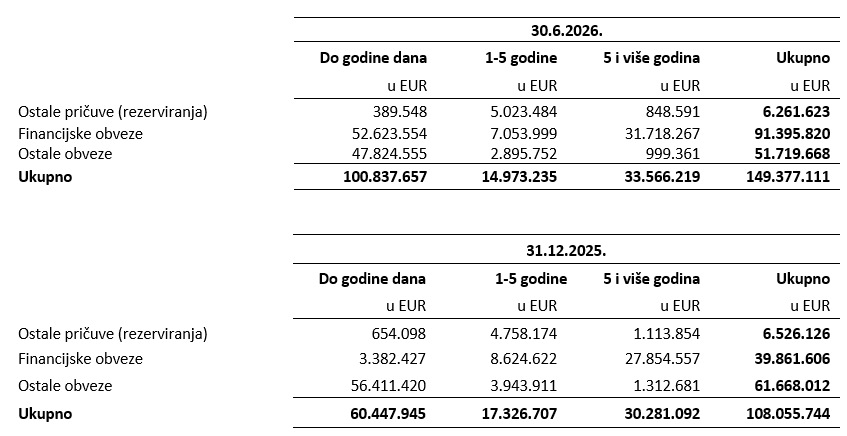 30.6.2026.
Do godine dana 1-5 godine 5 i više godina Ukupno
u EUR u EUR u EUR u EUR
Ostale pričuve (rezerviranja) 389.548 5.023.484 848.591 6.261.623
Financijske obveze 52.623.554 7.053.999 31.718.267 91.395.820
Ostale obveze 47.824.555 2.895.752 999.361 51.719.668
Ukupno 100.837.657 14.973.235 33.566.219 149.377.111
31.12.2025.
Do godine dana 1-5 godine 5 i više godina Ukupno
u EUR u EUR u EUR u EUR
Ostale pričuve (rezerviranja) 654.098 4.758.174 1.113.854 6.526.126
Financijske obveze 3.382.427 8.624.622 27.854.557 39.861.606
Ostale obveze 56.411.420 3.943.911 1.312.681 61.668.012
Ukupno 60.447.945 17.326.707 30.281.092 108.055.744